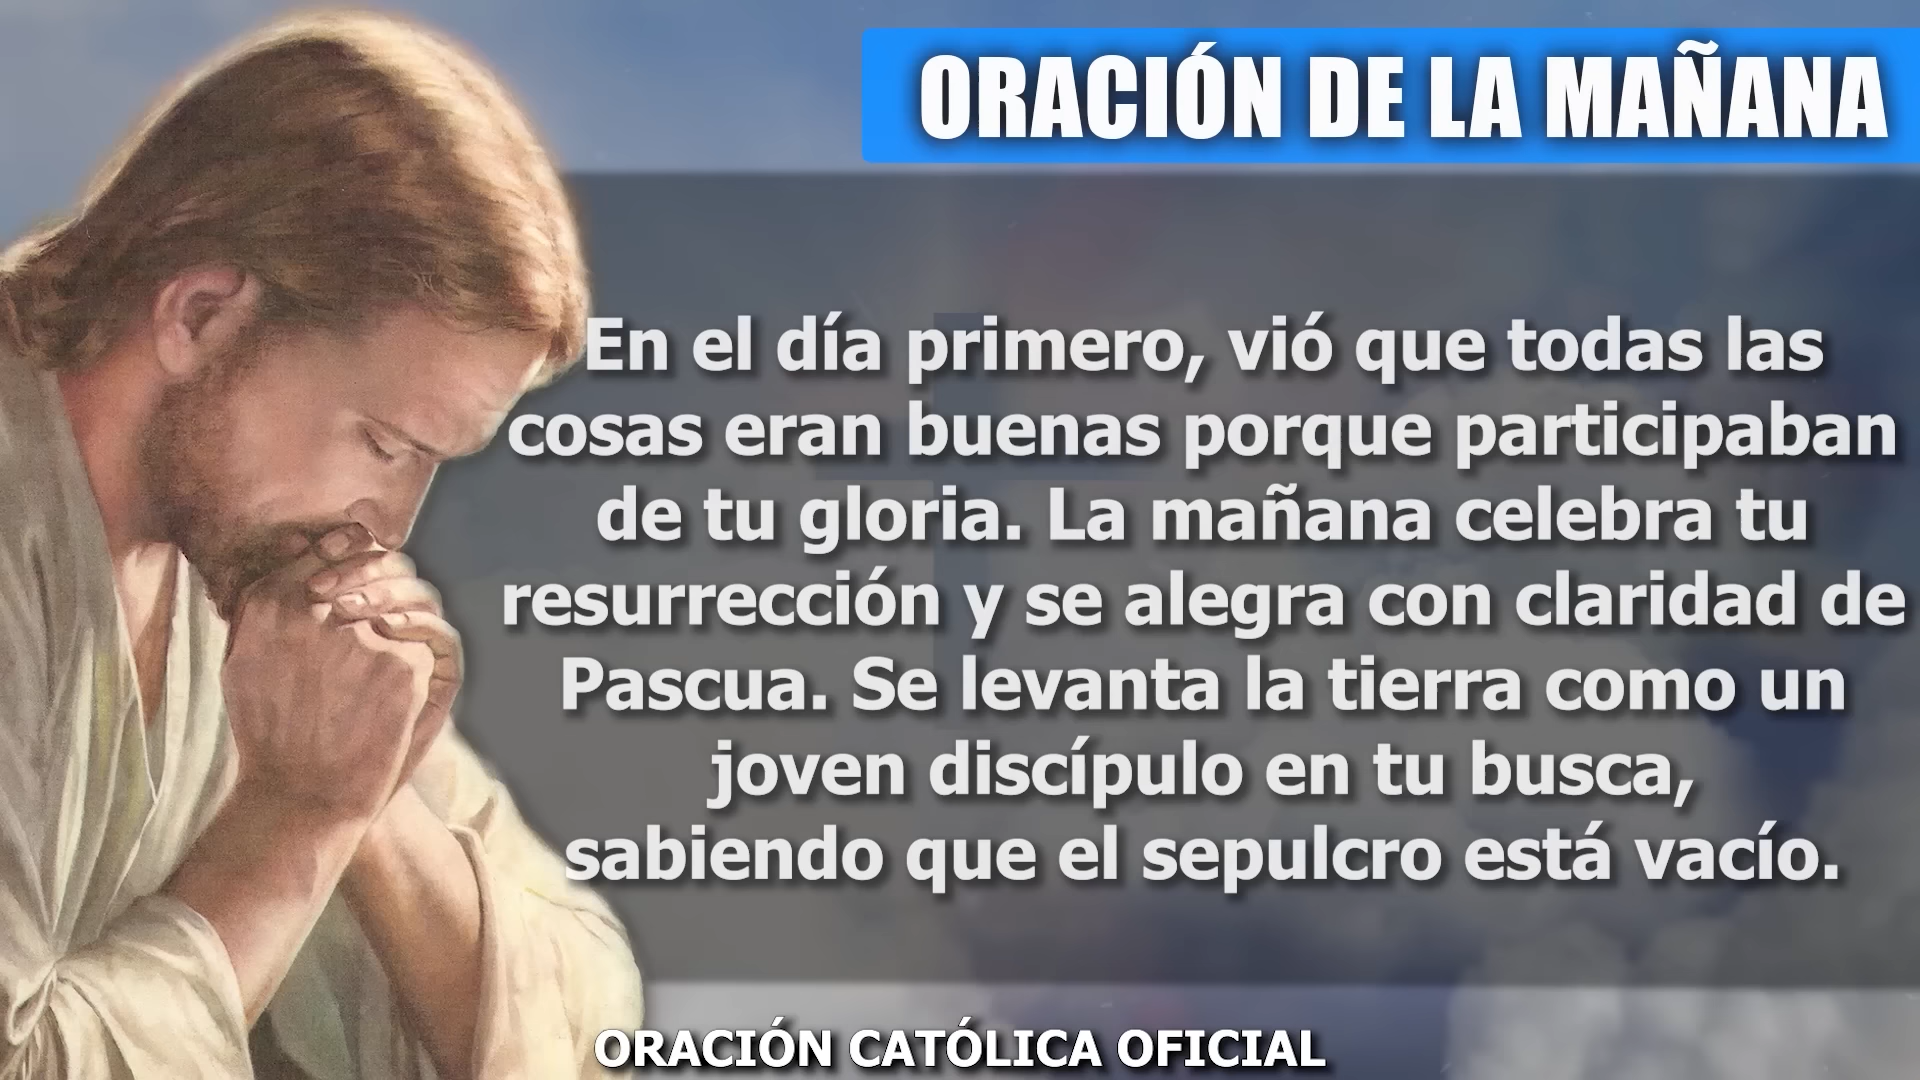 ORACIÓN DE LA MAÑANA
En el día primero, vió que todas las
cosas eran buenas porque participaban
de tu gloria. La mañana celebra tu
resurrección y se alegra con claridad de
Pascua. Se levanta la tierra como un
joven discípulo en tu busca,
sabiendo que el sepulcro está vacío.
ORACIÓN CATÓLICA OFICIAL